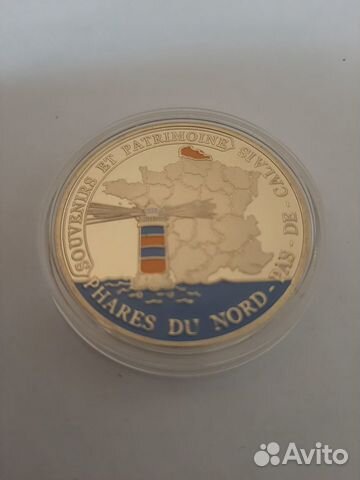 SOUVENIRS ET PATRIMOINE
PHARES DU NORD - PAS - DE - CALAIS
Avito